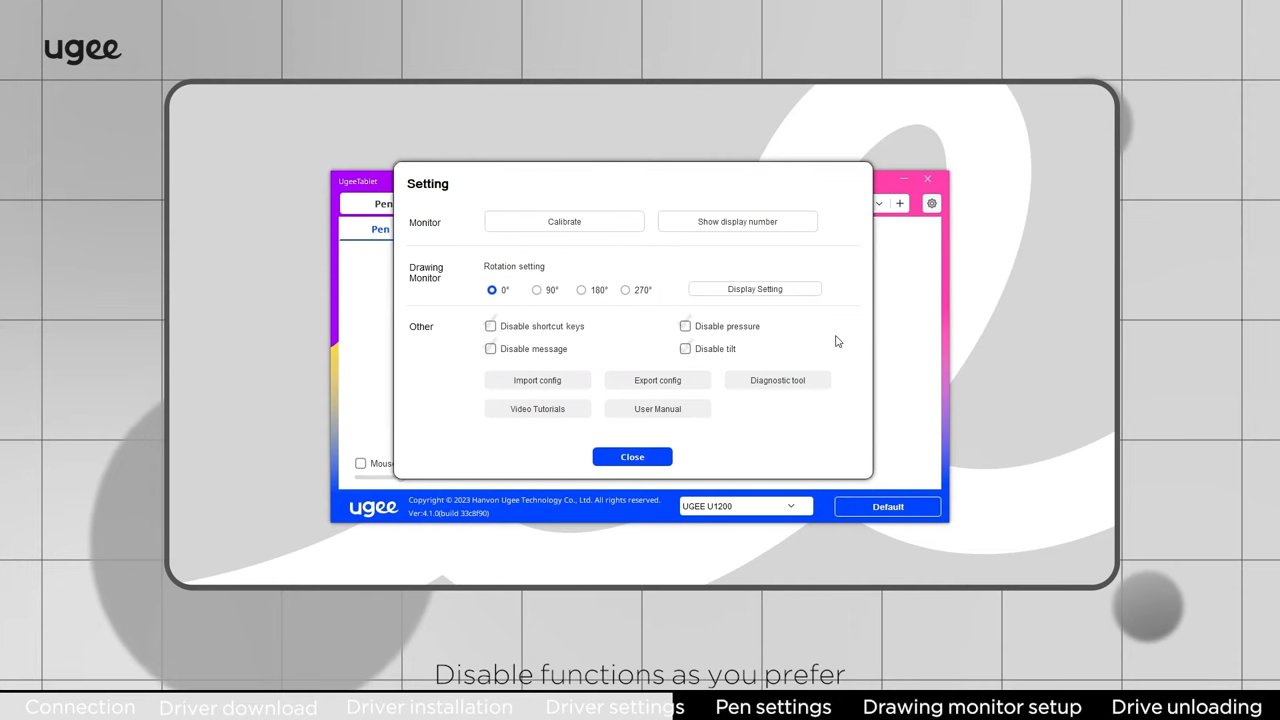 ugee
UgeeTablet
Setting
Pen
Pen
Monitor
Calibrate
Show display number
Drawing
Monitor
Rotation setting
0°
90°
180°
270°
Display Setting
Other
Disable shortcut keys
Disable pressure
Disable message
Disable tilt
Import config
Export config
Diagnostic tool
Video Tutorials
User Manual
Close
Mous
ugee
Copyright © 2023 Hanvon Ugee Technology Co., Ltd. All rights reserved.
Ver:4.1.0(build 33c8f90)
UGEE U1200
Default
Disable functions as you prefer
Connection Driver download Driver installation Driver settings Pen settings Drawing monitor setup Drive unloading